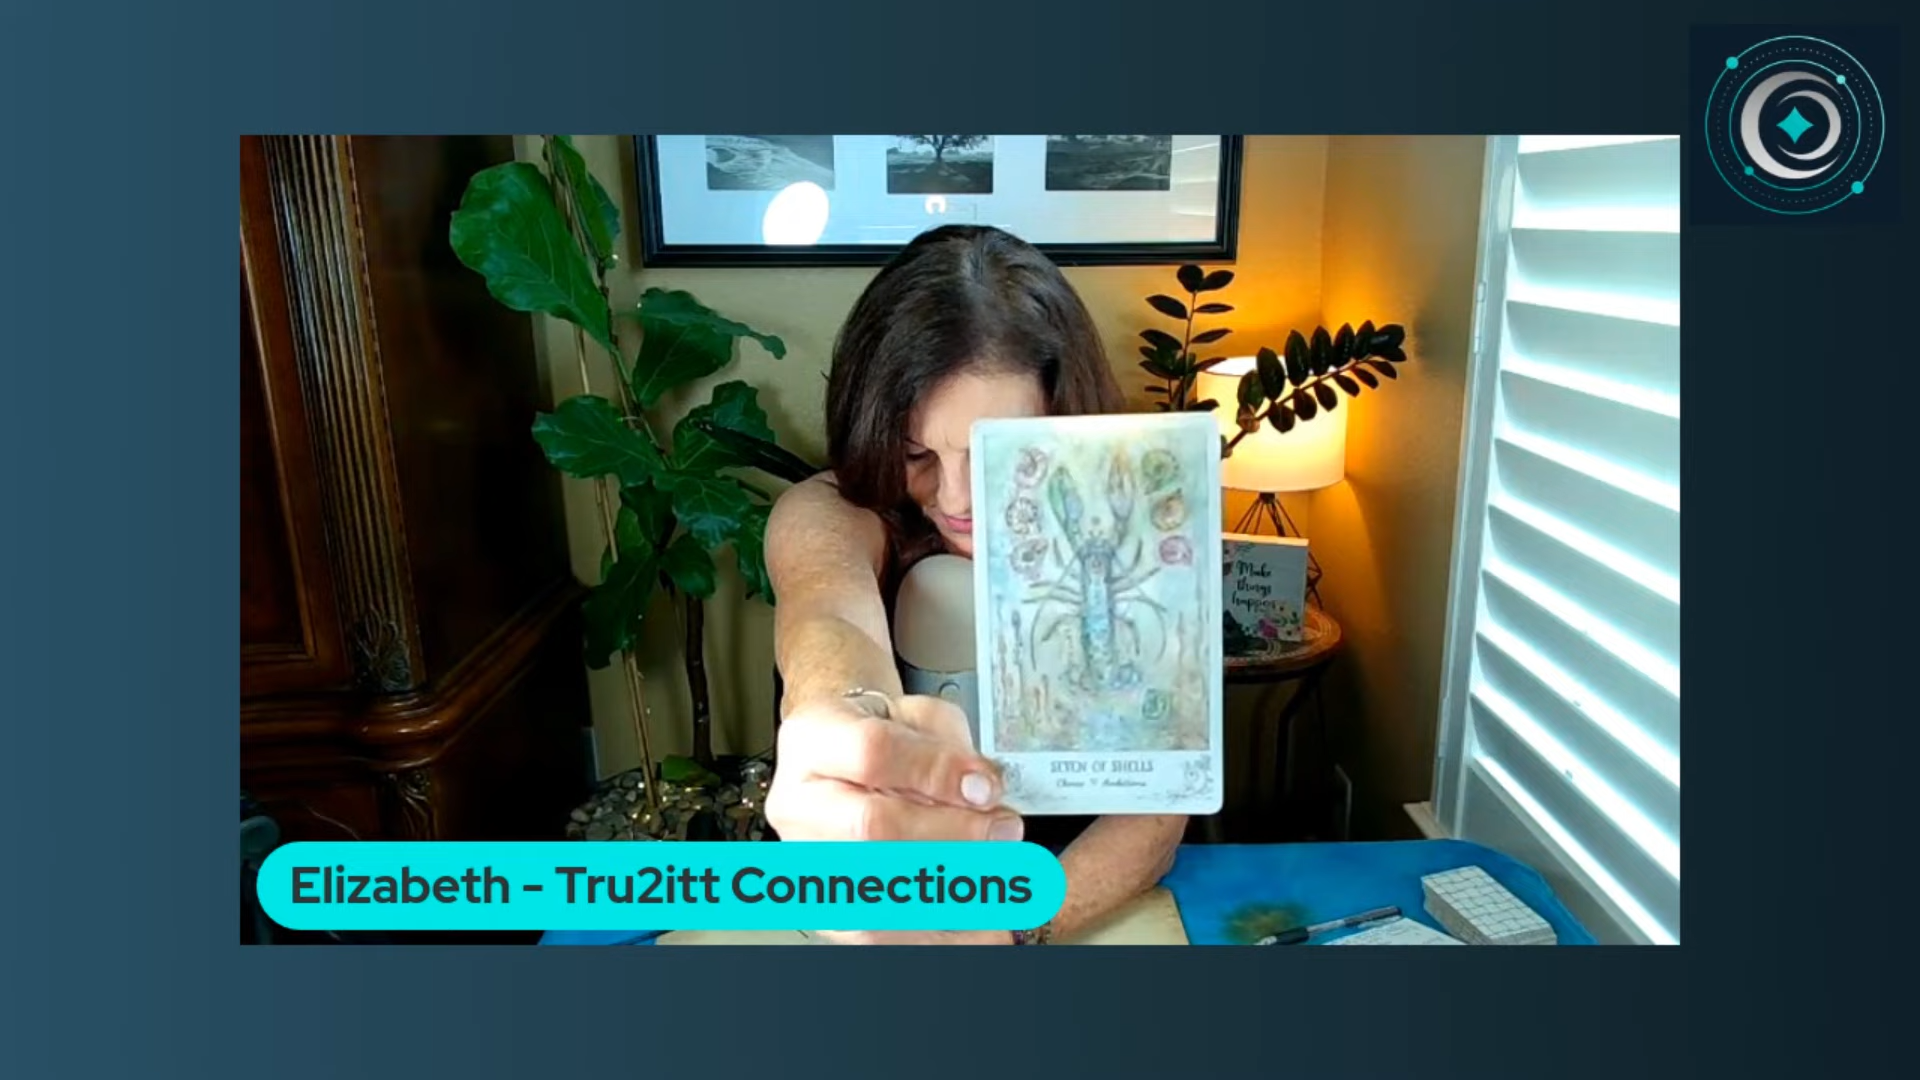 Make
things
happen
SEVEN OF SHELLS
Elizabeth - Tru2itt Connections